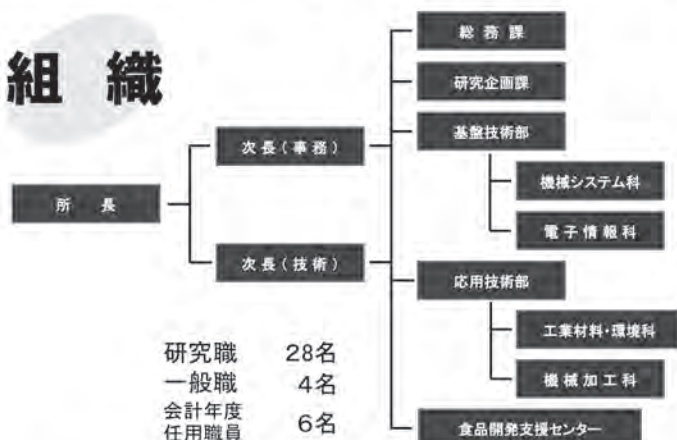 組織
所長
次長(事務)
次長(技術)
総務課
研究企画課
基盤技術部
機械システム科
電子情報科
応用技術部
工業材料・環境科
機械加工科
食品開発支援センター
研究職 28名
一般職 4名
会計年度
任用職員 6名